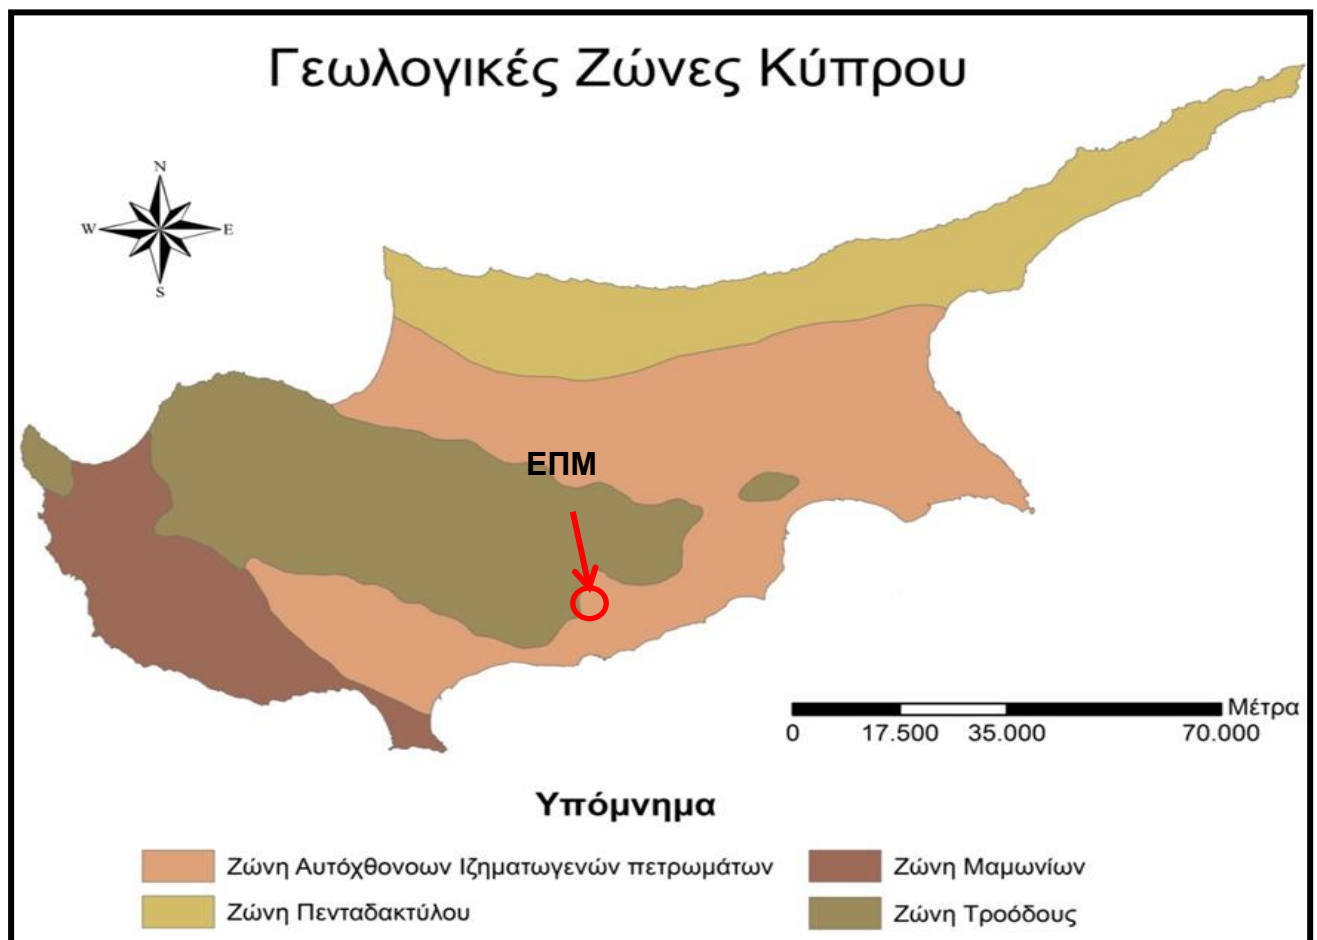 Γεωλογικές Ζώνες Κύπρου
N
W E
S
ΕΠΜ
Μέτρα
0 17.500 35.000 70.000
Υπόμνημα
Ζώνη Αυτόχθονοων Ιζηματωγενών πετρωμάτων
Ζώνη Μαμωνίων
Ζώνη Πενταδακτύλου
Ζώνη Τροόδους